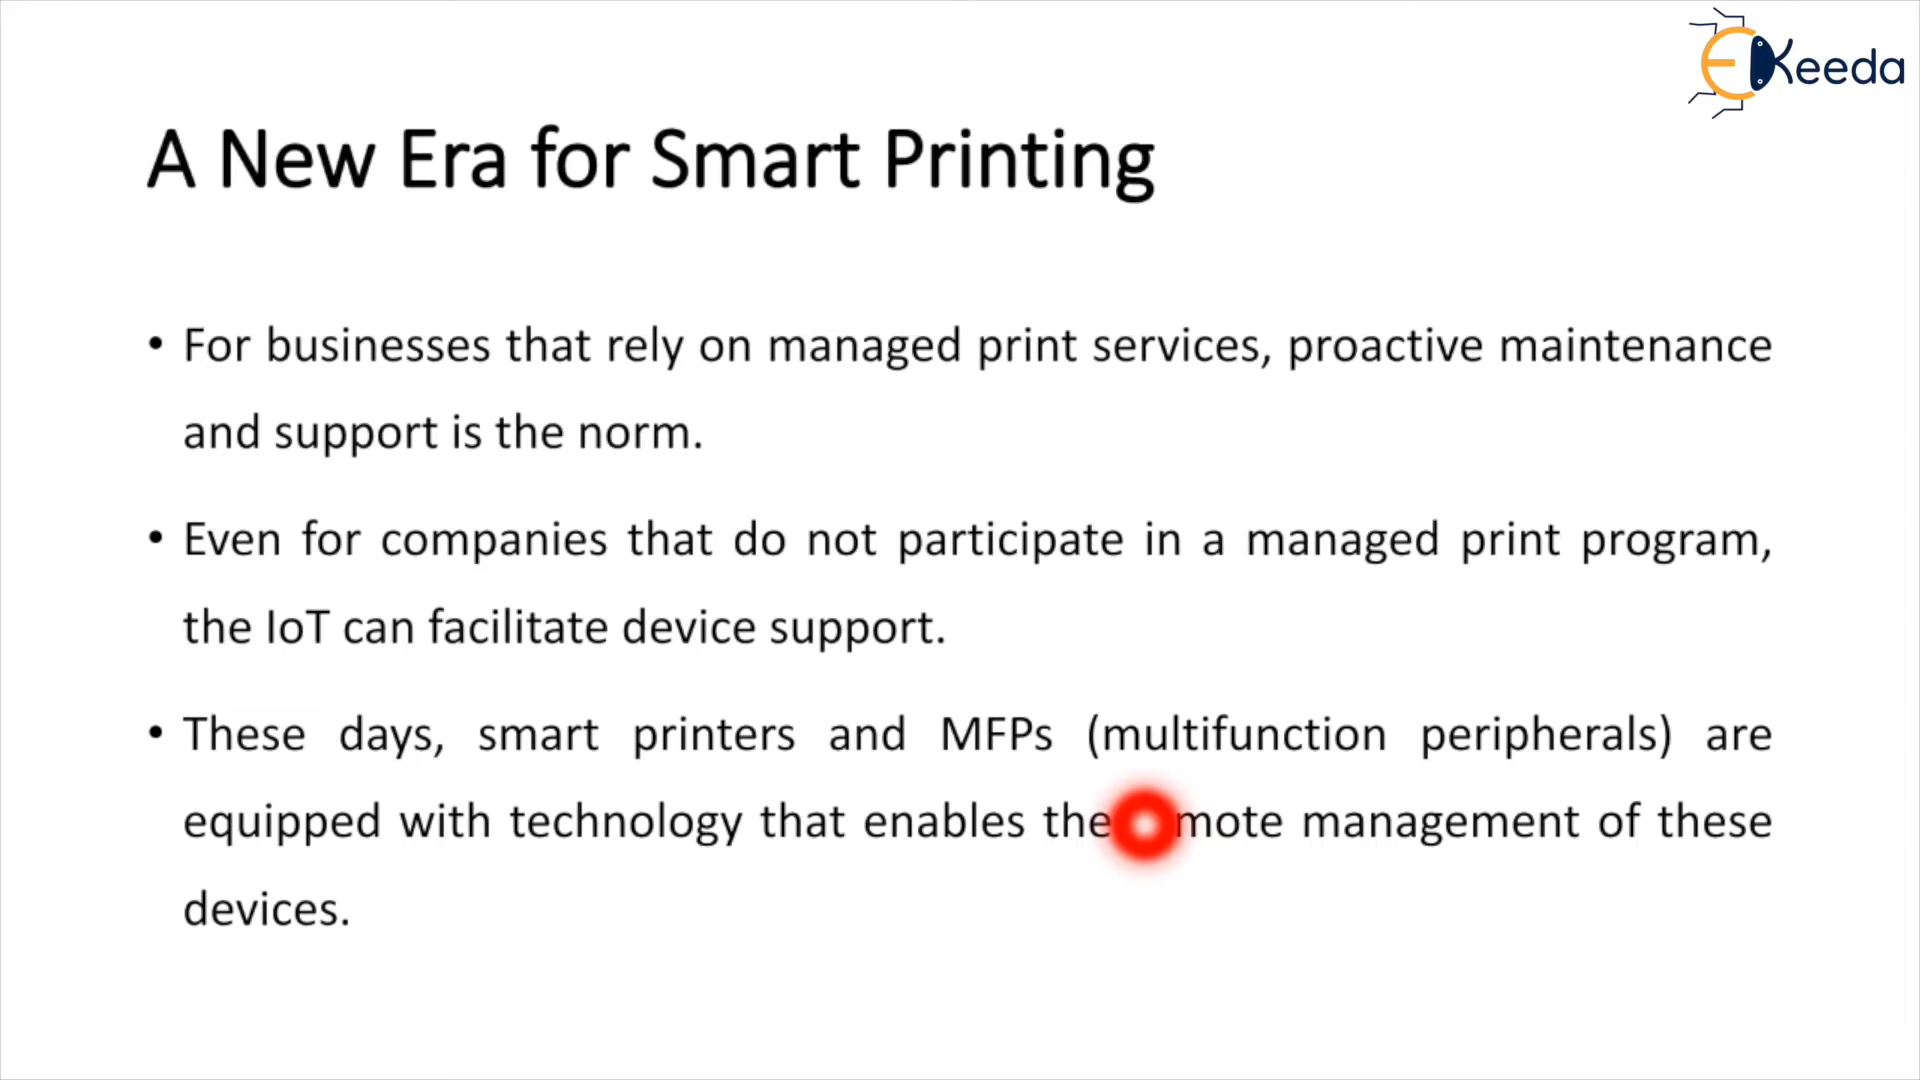 EKeeda
A New Era for Smart Printing
• For businesses that rely on managed print services, proactive maintenance
and support is the norm.
• Even for companies that do not participate in a managed print program,
the IoT can facilitate device support.
• These days, smart printers and MFPs (multifunction peripherals) are
equipped with technology that enables the mote management of these
devices.